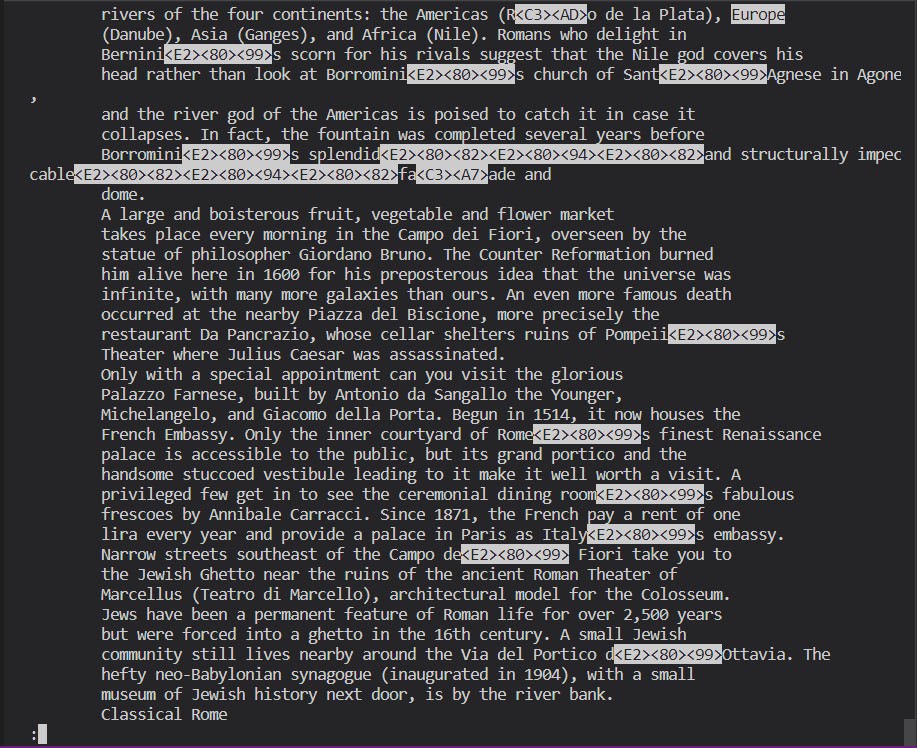 rivers of the four continents: the Americas (R<C3><AD>o de la Plata), Europe
(Danube), Asia (Ganges), and Africa (Nile). Romans who delight in
Bernini<E2><80><99>s scorn for his rivals suggest that the Nile god covers his
head rather than look at Borromini<E2><80><99>s church of Sant<E2><80><99>Agnese in Agone
,
and the river god of the Americas is poised to catch it in case it
collapses. In fact, the fountain was completed several years before
Borromini<E2><80><99>s splendid<E2><80><82><E2><80><94><E2><80><82>and structurally impec
cable<E2><80><82><E2><80><94><E2><80><82>fa<C3><A7>ade and
dome.
A large and boisterous fruit, vegetable and flower market
takes place every morning in the Campo dei Fiori, overseen by the
statue of philosopher Giordano Bruno. The Counter Reformation burned
him alive here in 1600 for his preposterous idea that the universe was
infinite, with many more galaxies than ours. An even more famous death
occurred at the nearby Piazza del Biscione, more precisely the
restaurant Da Pancrazio, whose cellar shelters ruins of Pompeii<E2><80><99>s
Theater where Julius Caesar was assassinated.
Only with a special appointment can you visit the glorious
Palazzo Farnese, built by Antonio da Sangallo the Younger,
Michelangelo, and Giacomo della Porta. Begun in 1514, it now houses the
French Embassy. Only the inner courtyard of Rome<E2><80><99>s finest Renaissance
palace is accessible to the public, but its grand portico and the
handsome stuccoed vestibule leading to it make it well worth a visit. A
privileged few get in to see the ceremonial dining room<E2><80><99>s fabulous
frescoes by Annibale Carracci. Since 1871, the French pay a rent of one
lira every year and provide a palace in Paris as Italy<E2><80><99>s embassy.
Narrow streets southeast of the Campo de<E2><80><99> Fiori take you to
the Jewish Ghetto near the ruins of the ancient Roman Theater of
Marcellus (Teatro di Marcello), architectural model for the Colosseum.
Jews have been a permanent feature of Roman life for over 2,500 years
but were forced into a ghetto in the 16th century. A small Jewish
community still lives nearby around the Via del Portico d<E2><80><99>Ottavia. The
hefty neo-Babylonian synagogue (inaugurated in 1904), with a small
museum of Jewish history next door, is by the river bank.
Classical Rome
: